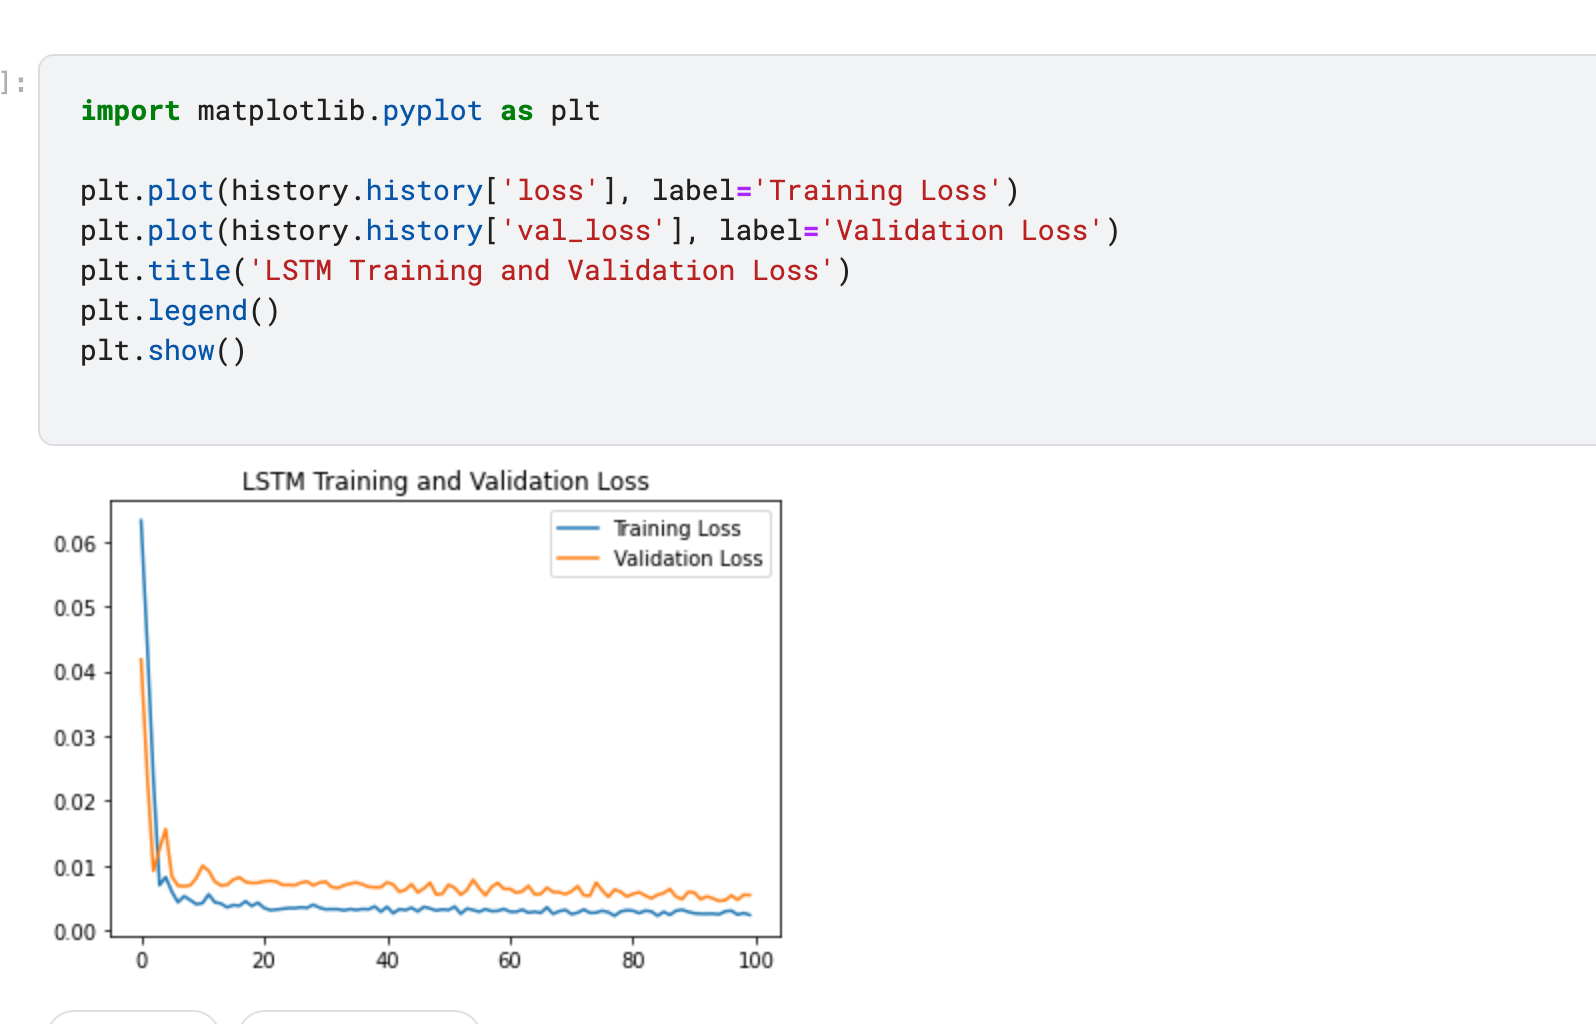 ]:
import matplotlib.pyplot as plt
plt.plot(history.history['loss'], label='Training Loss')
plt.plot(history.history['val_loss'], label='Validation Loss')
plt.title('LSTM Training and Validation Loss')
plt.legend()
plt.show()
LSTM Training and Validation Loss
Training Loss
Validation Loss
0.06
0.05
0.04
0.03
0.02
0.01
0.00
0 20 40 60 80 100